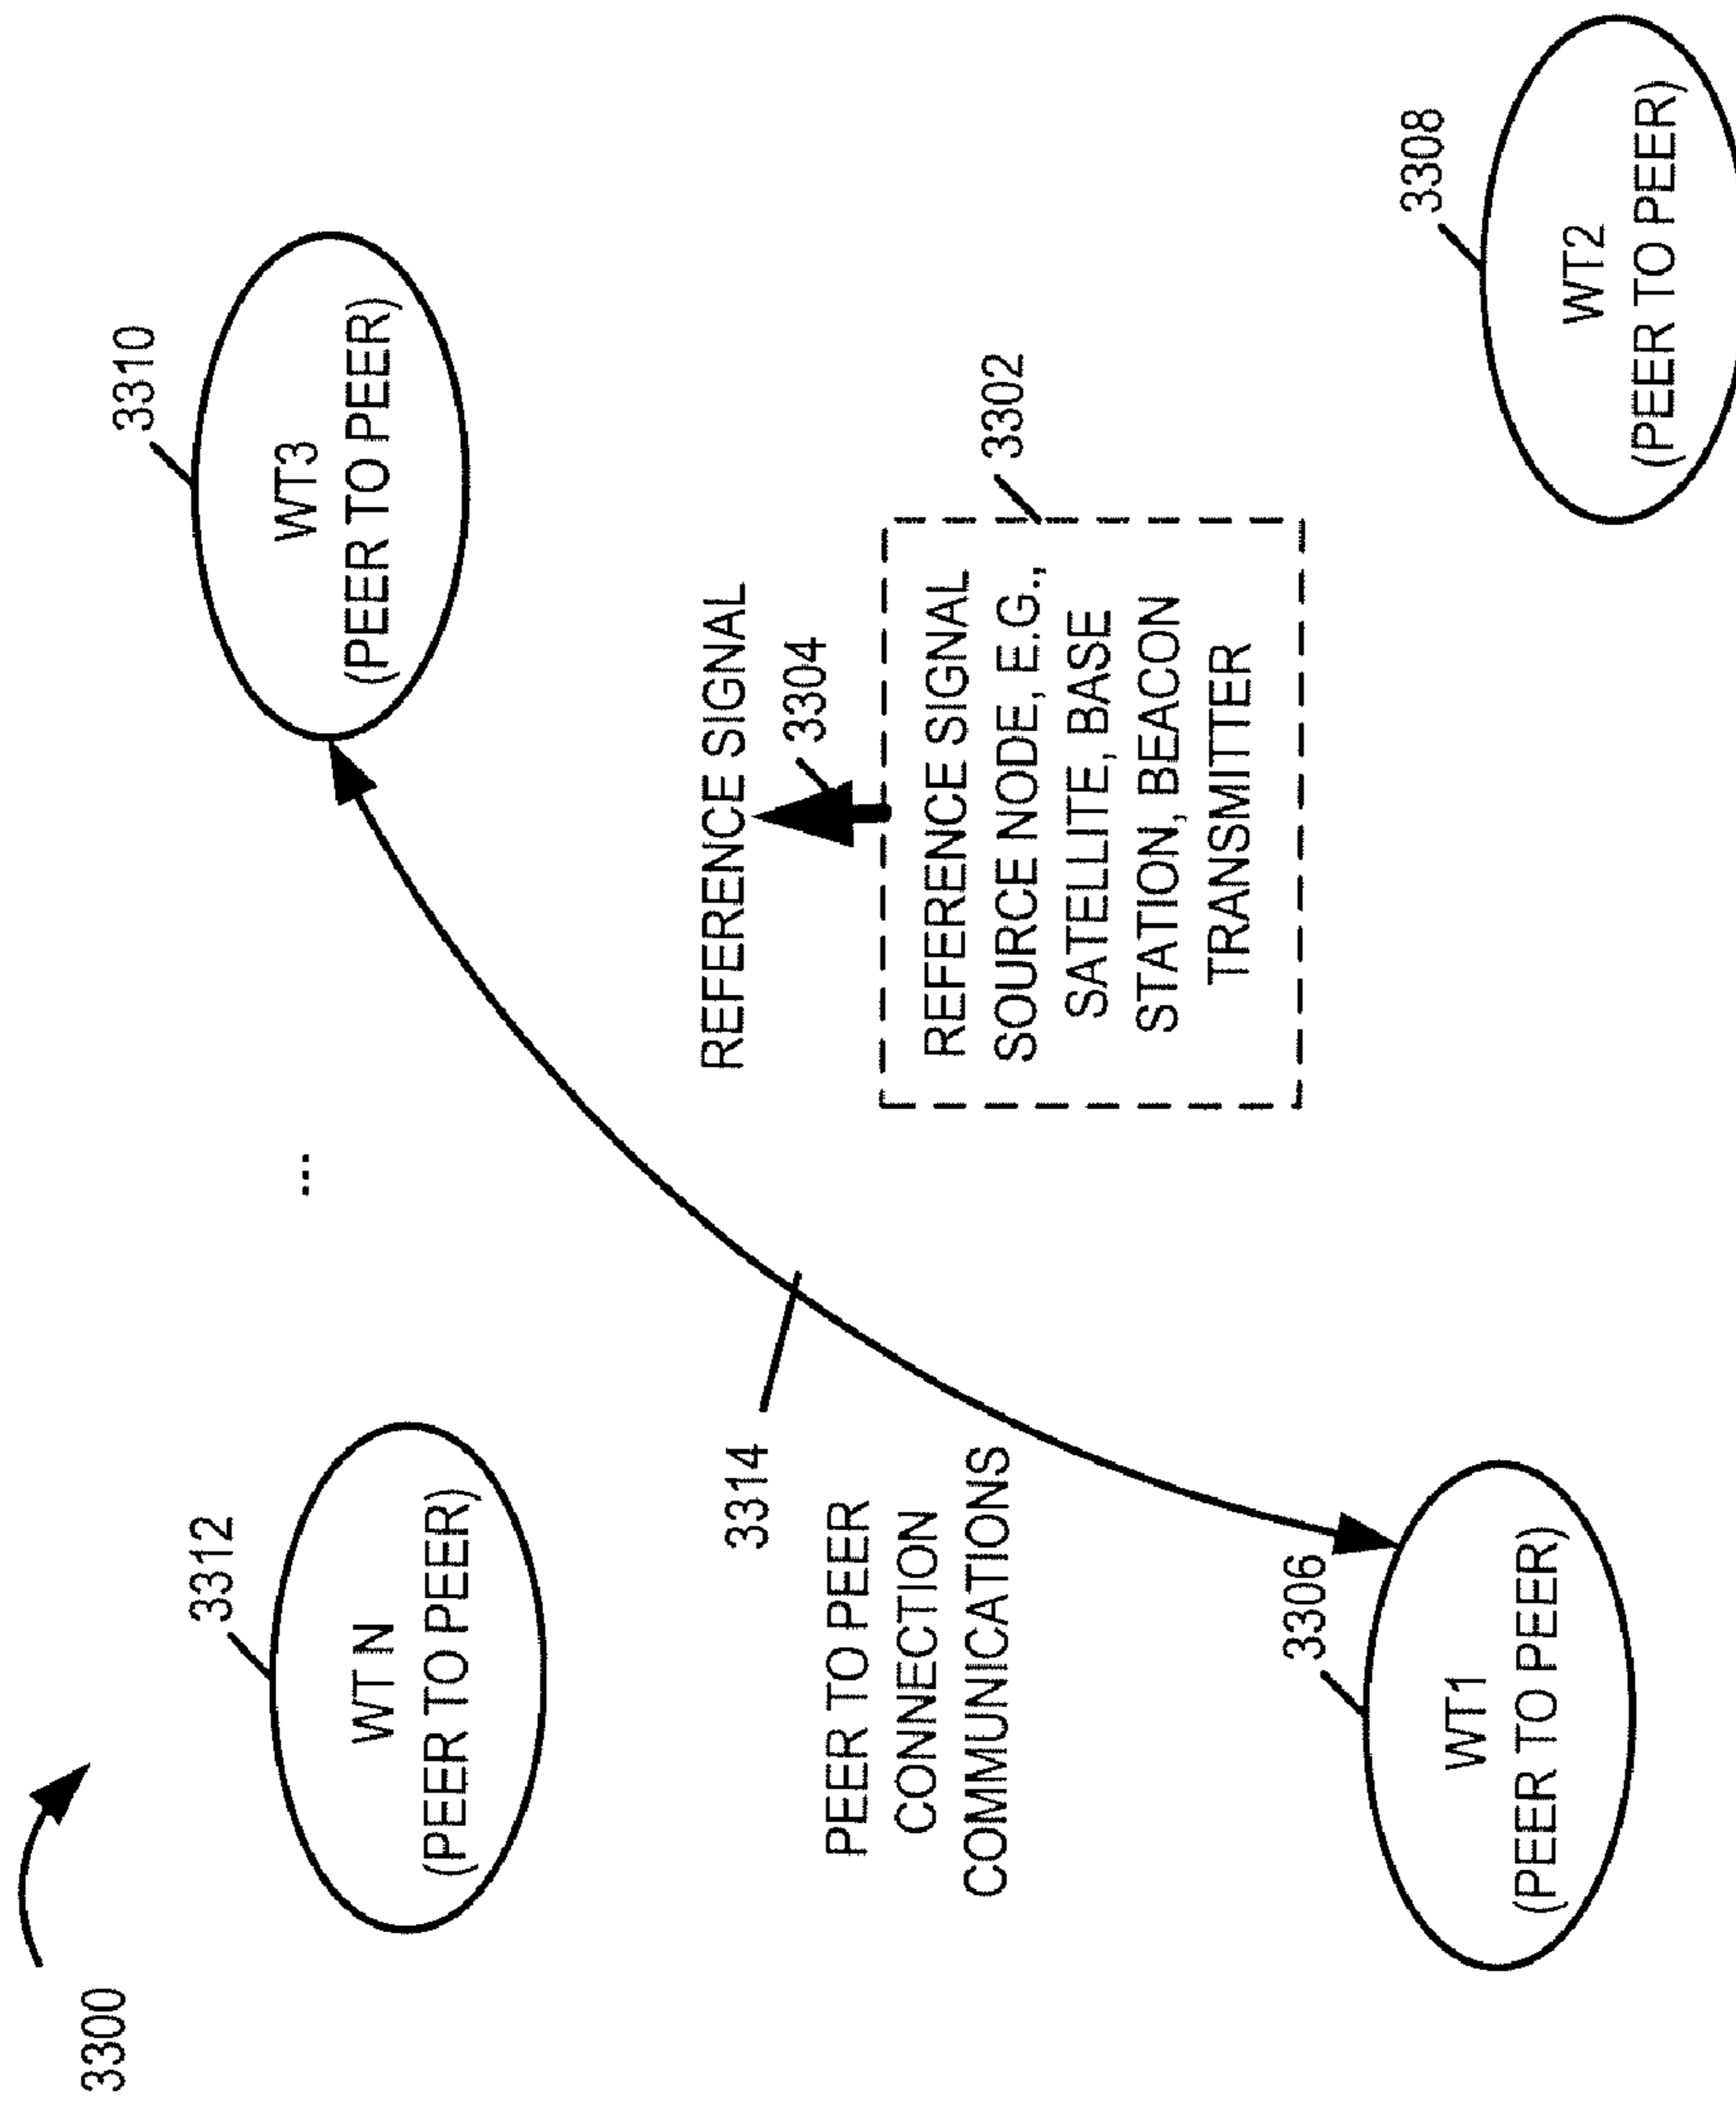 3300
3312
WT N
(PEER TO PEER)
...
3310
WT3
(PEER TO PEER)
3314
PEER TO PEER
CONNECTION
COMMUNICATIONS
REFERENCE SIGNAL
3304
3302
REFERENCE SIGNAL
SOURCE NODE, E.G.,
SATELLITE, BASE
STATION, BEACON
TRANSMITTER
3306
WT1
(PEER TO PEER)
3308
WT2
(PEER TO PEER)